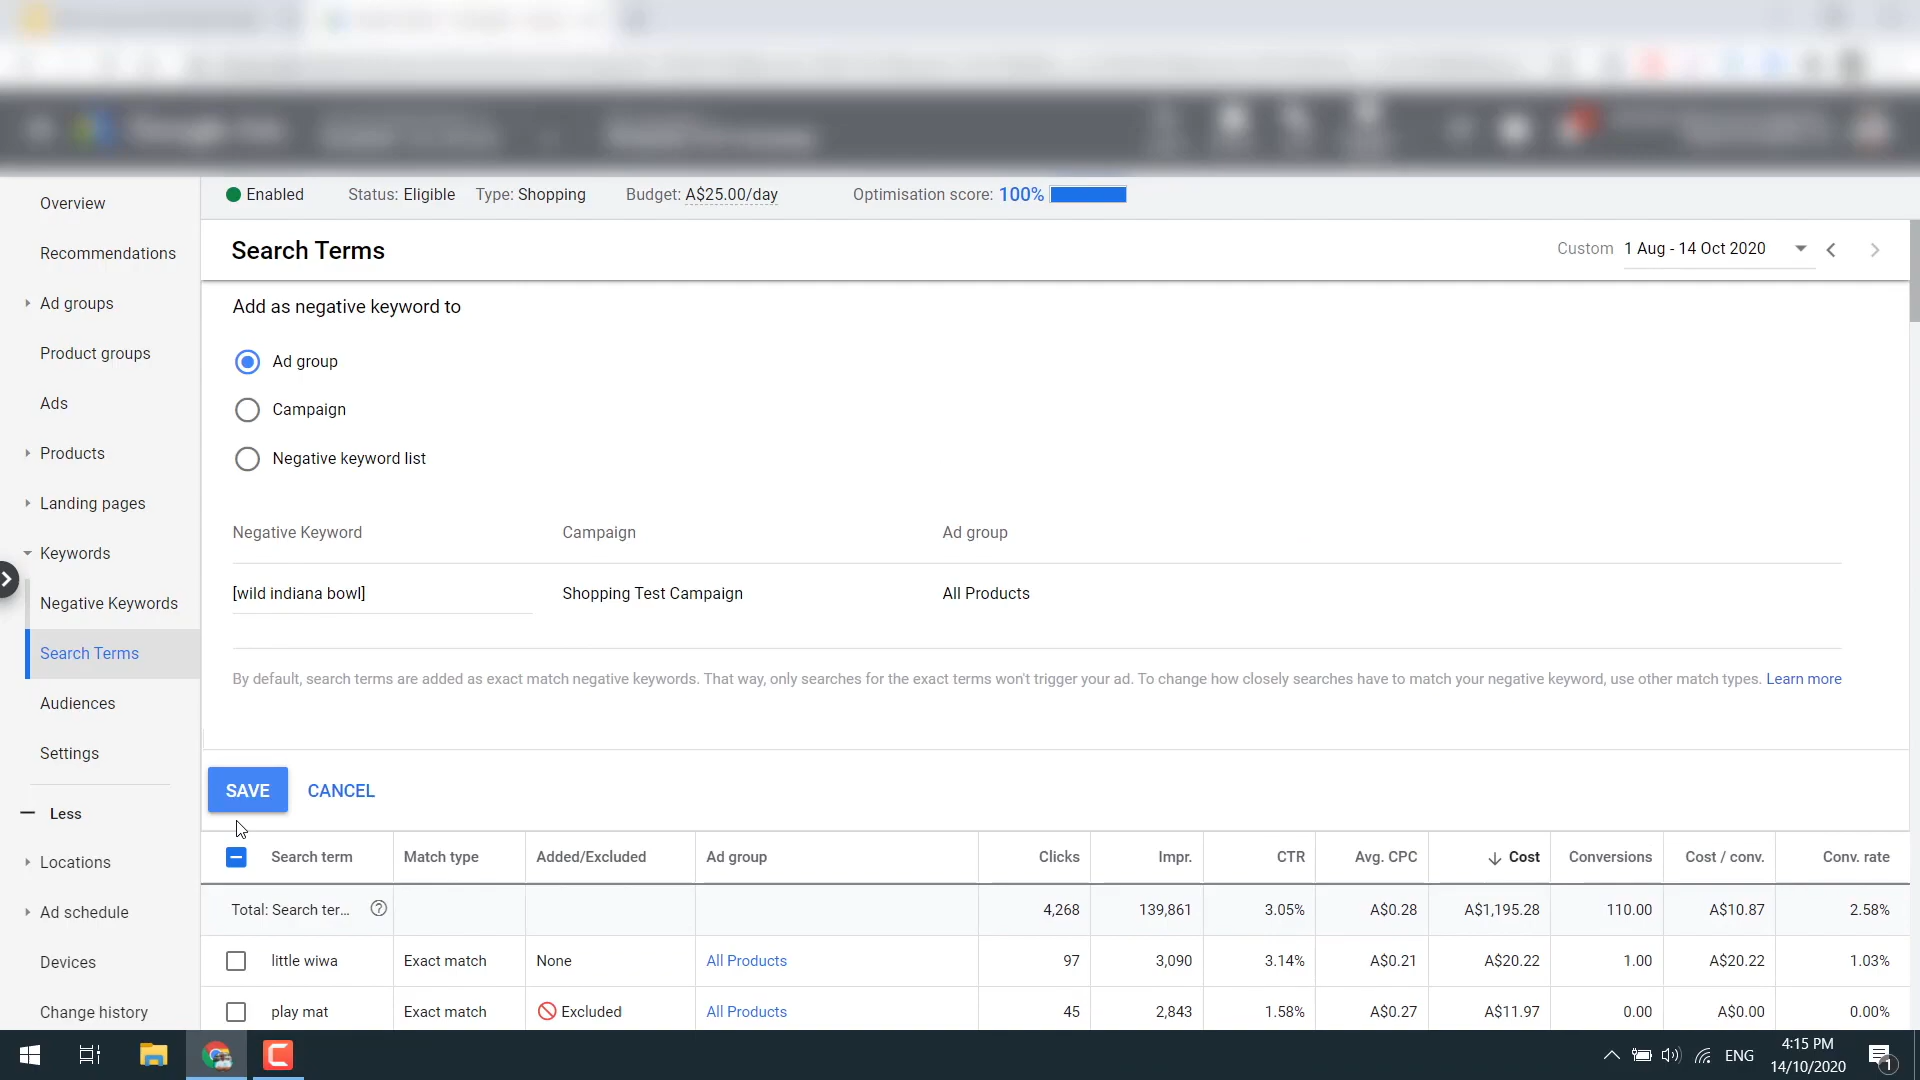 Enabled Status: Eligible Type: Shopping Budget: A$25.00/day Optimisation score: 100%
Overview
Recommendations
Ad groups
Product groups
Ads
Products
Landing pages
Keywords
Negative Keywords
Search Terms
Audiences
Settings
Less
Locations
Ad schedule
Devices
Change history
Search Terms
Custom 1 Aug - 14 Oct 2020
Add as negative keyword to
Ad group
Campaign
Negative keyword list
Negative Keyword Campaign Ad group
[wild indiana bowl] Shopping Test Campaign All Products
By default, search terms are added as exact match negative keywords. That way, only searches for the exact terms won't trigger your ad. To change how closely searches have to match your negative keyword, use other match types. Learn more
SAVE CANCEL
Search term Match type Added/Excluded Ad group Clicks Impr. CTR Avg. CPC Cost Conversions Cost / conv. Conv. rate
Total: Search ter... 4,268 139,861 3.05% A$0.28 A$1,195.28 110.00 A$10.87 2.58%
little wiwa Exact match None All Products 97 3,090 3.14% A$0.21 A$20.22 1.00 A$20.22 1.03%
play mat Exact match Excluded All Products 45 2,843 1.58% A$0.27 A$11.97 0.00 A$0.00 0.00%
ENG
4:15 PM
14/10/2020
1